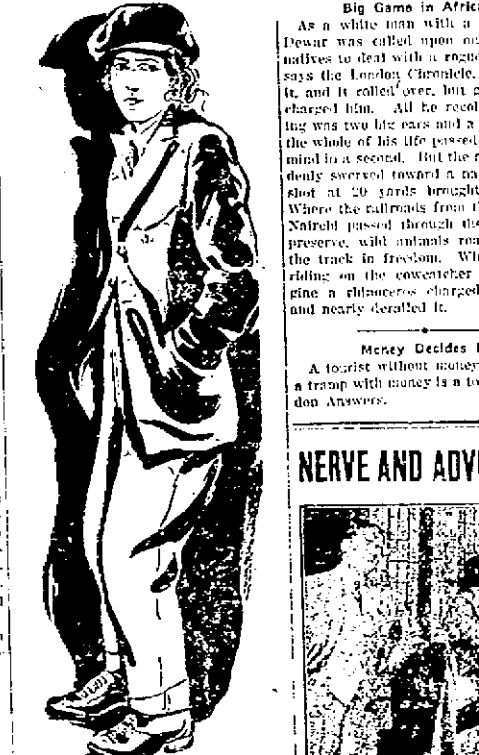 Big Game in Afric
As a white man with a
Dewar was called upon
natives to deal with a rogue
says the London Chronicle.
it, and it rolled over, but
charged him. All he
ing was two big ears and a
the whole of his life passed
mind in a second. But the
denly swerved toward a
shot at 20 yards brought
Where the railroads from
Nairobi passed through the
preserve, wild animals
the track in freedom.
riding on the cowcatcher
gine a rhinoceros charged
and nearly derailed it.
Money Decides
A tourist without money
a tramp with money is a
don Answers.
NERVE AND ADV